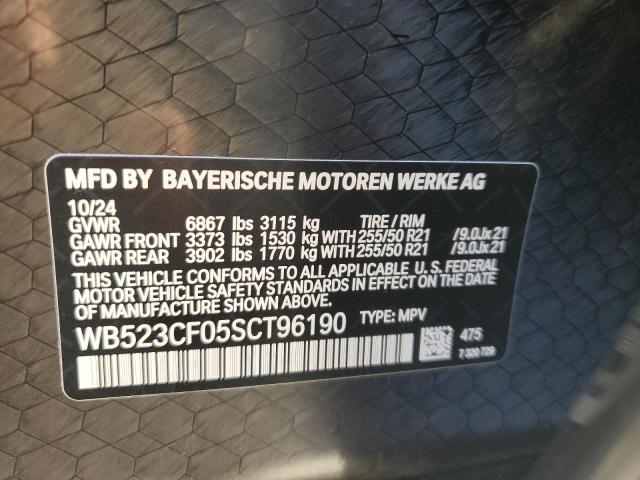 MFD BY BAYERISCHE MOTOREN WERKE AG
10/24
GVWR 6867 lbs 3115 kg TIRE / RIM
GAWR FRONT 3373 lbs 1530 kg WITH 255/50 R21 /9.0Jx21
GAWR REAR 3902 lbs 1770 kg WITH 255/50 R21 /9.0Jx21
THIS VEHICLE CONFORMS TO ALL APPLICABLE U.S. FEDERAL
MOTOR VEHICLE SAFETY STANDARDS IN EFFECT ON THE DATE
OF MANUFACTURE SHOWN ABOVE.
WB523CF05SCT96190 TYPE: MPV
475
7 320 729